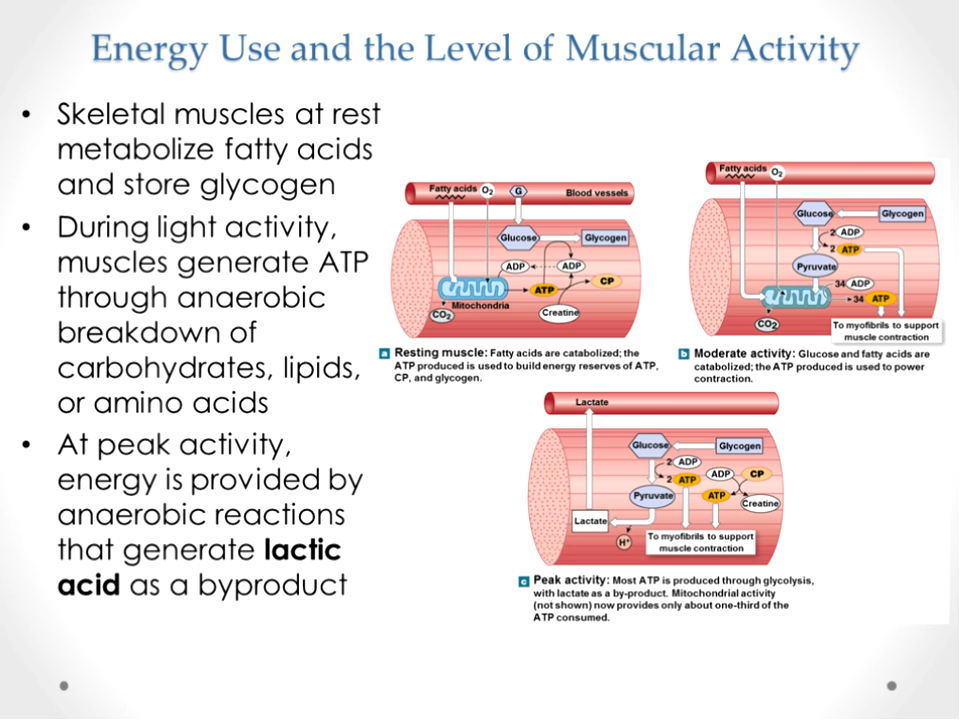 Energy Use and the Level of Muscular Activity
• Skeletal muscles at rest
metabolize fatty acids
and store glycogen
• During light activity,
muscles generate ATP
through anaerobic
breakdown of
carbohydrates, lipids,
or amino acids
• At peak activity,
energy is provided by
anaerobic reactions
that generate lactic
acid as a byproduct
Fatty acids O2 G Blood vessels
Glucose Glycogen
ADP ADP
CP
ATP
Mitochondria
CO2 Creatine
a Resting muscle: Fatty acids are catabolized; the
ATP produced is used to build energy reserves of ATP,
CP, and glycogen.
Fatty acids O2
Glucose Glycogen
2 ADP
2 ATP
Pyruvate
34 ADP
34 ATP
CO2
To myofibrils to support
muscle contraction
b Moderate activity: Glucose and fatty acids are
catabolized; the ATP produced is used to power
contraction.
Lactate
Glucose Glycogen
2 ADP
2 ATP
ADP CP
Pyruvate ATP
Creatine
Lactate
H+
To myofibrils to support
muscle contraction
c Peak activity: Most ATP is produced through glycolysis,
with lactate as a by-product. Mitochondrial activity
(not shown) now provides only about one-third of the
ATP consumed.